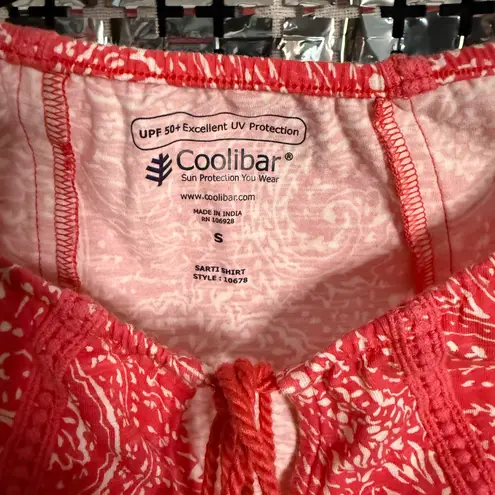 UPF 50+ Excellent UV Protection
Coolibar®
Sun Protection You Wear
www.coolibar.com
MADE IN INDIA
RN 106928
S
SARTI SHIRT
STYLE : 10678